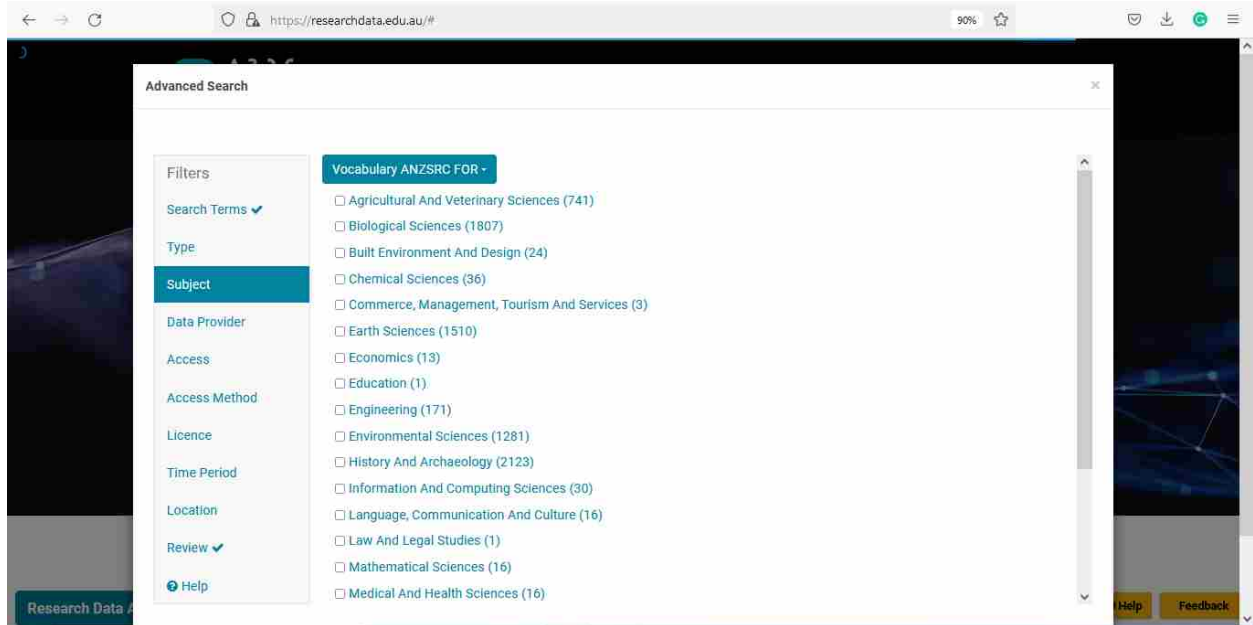 https://researchdata.edu.au/#
90%
Advanced Search
×
Filters
Search Terms ✔
Type
Subject
Data Provider
Access
Access Method
Licence
Time Period
Location
Review ✔
Help
Vocabulary ANZSRC FOR
Agricultural And Veterinary Sciences (741)
Biological Sciences (1807)
Built Environment And Design (24)
Chemical Sciences (36)
Commerce, Management, Tourism And Services (3)
Earth Sciences (1510)
Economics (13)
Education (1)
Engineering (171)
Environmental Sciences (1281)
History And Archaeology (2123)
Information And Computing Sciences (30)
Language, Communication And Culture (16)
Law And Legal Studies (1)
Mathematical Sciences (16)
Medical And Health Sciences (16)
Research Data
Help
Feedback